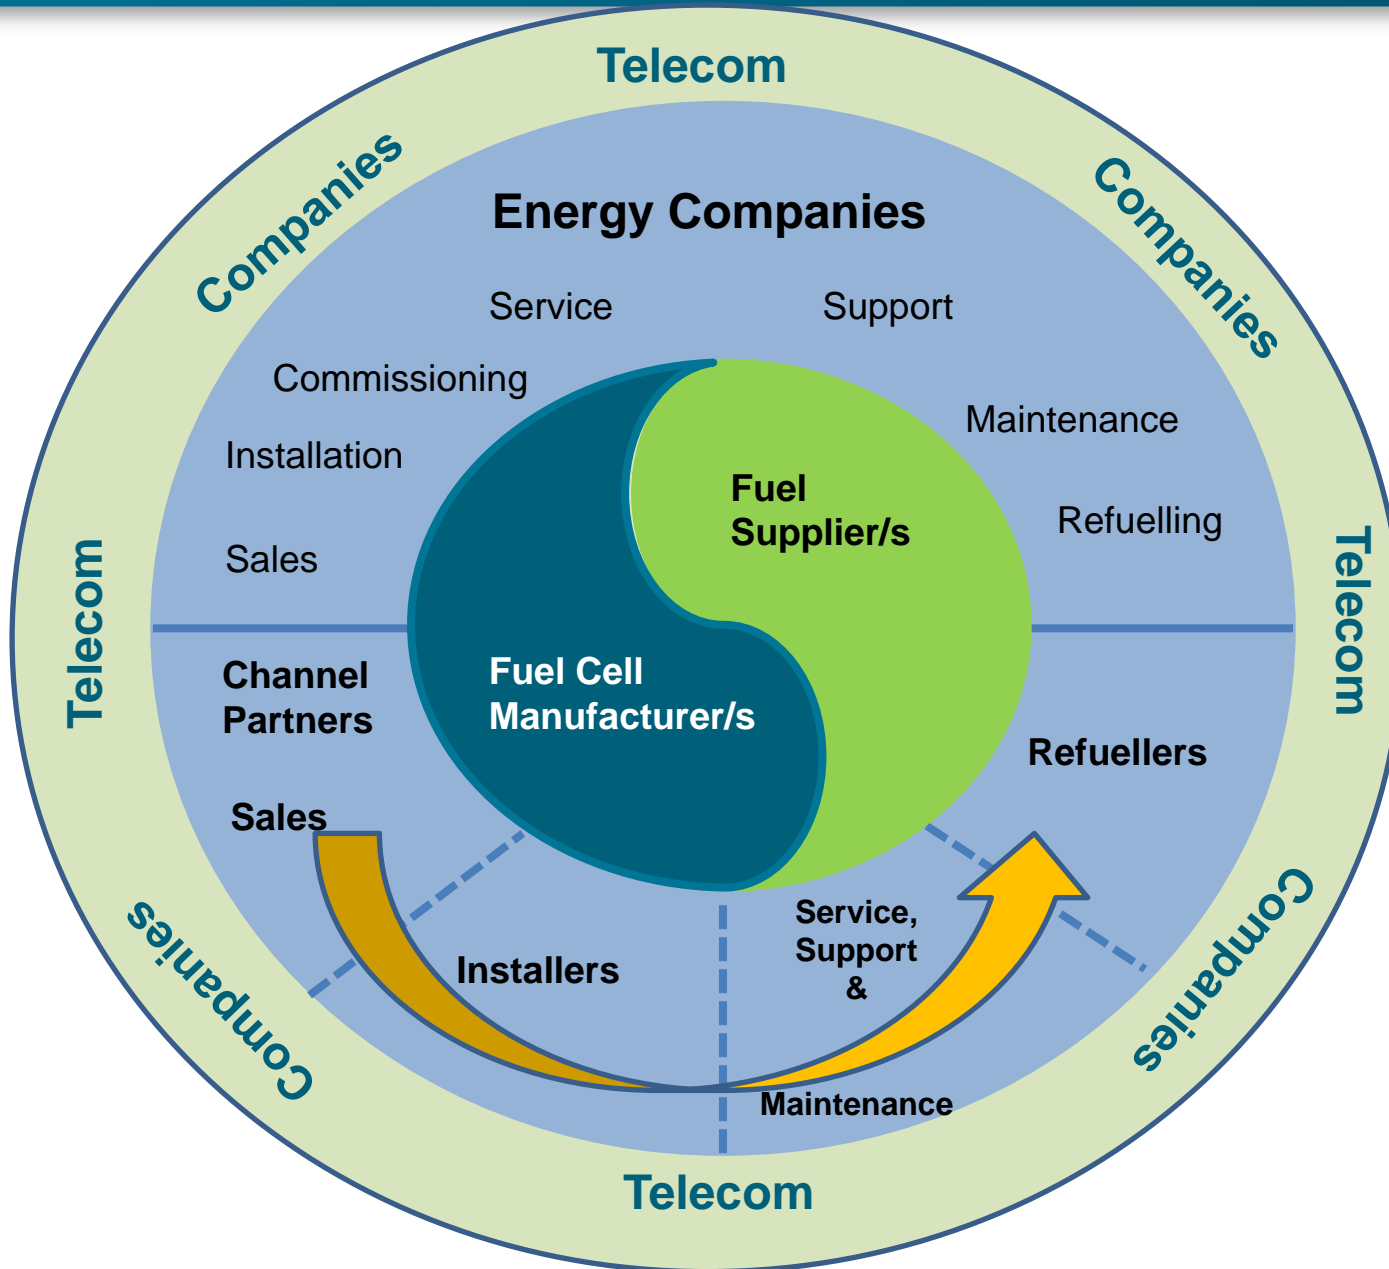 Telecom
Companies
Companies
Energy Companies
Service
Support
Commissioning
Maintenance
Installation
Fuel
Supplier/s
Refuelling
Sales
Telecom
Telecom
Channel
Partners
Fuel Cell
Manufacturer/s
Refuellers
Sales
Service,
Support
&
Installers
Maintenance
Companies
Companies
Telecom